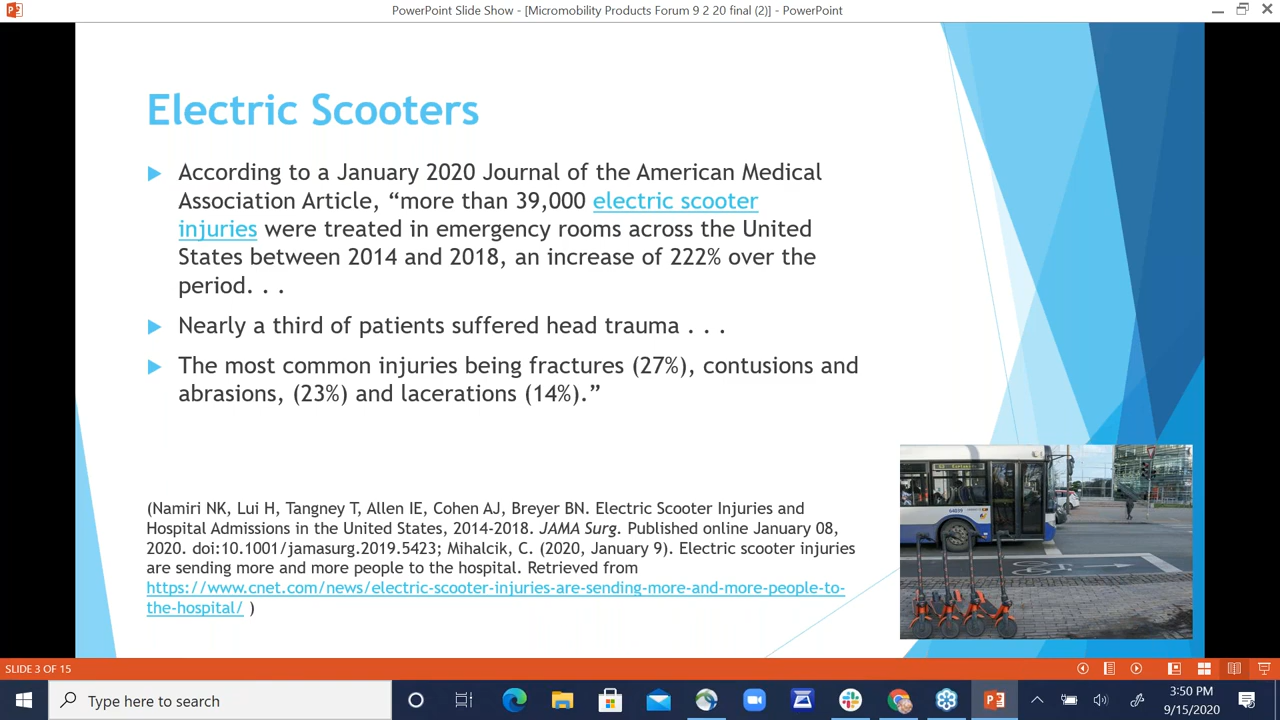 PowerPoint Slide Show - [Micromobility Products Forum 9 2 20 final (2)] - PowerPoint
Electric Scooters
According to a January 2020 Journal of the American Medical
Association Article, “more than 39,000 electric scooter
injuries were treated in emergency rooms across the United
States between 2014 and 2018, an increase of 222% over the
period. . .
Nearly a third of patients suffered head trauma . . .
The most common injuries being fractures (27%), contusions and
abrasions, (23%) and lacerations (14%).”
(Namiri NK, Lui H, Tangney T, Allen IE, Cohen AJ, Breyer BN. Electric Scooter Injuries and
Hospital Admissions in the United States, 2014-2018. JAMA Surg. Published online January 08,
2020. doi:10.1001/jamasurg.2019.5423; Mihalcik, C. (2020, January 9). Electric scooter injuries
are sending more and more people to the hospital. Retrieved from
https://www.cnet.com/news/electric-scooter-injuries-are-sending-more-and-more-people-to-
the-hospital/ )
SLIDE 3 OF 15
Type here to search
3:50 PM
9/15/2020